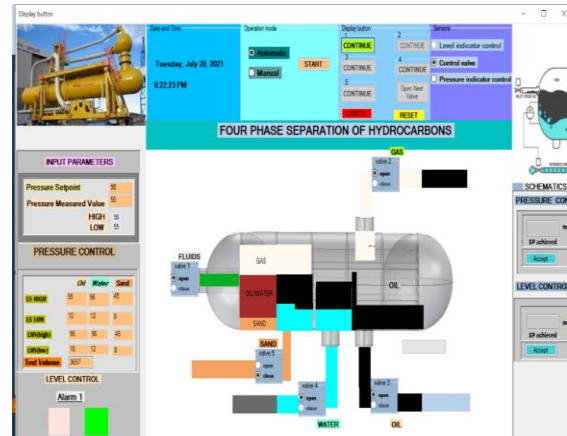 Display button
Date and Time
Tuesday, July 20, 2021
6:22:23 PM
Operation mode
Automatic
Manual
START
Display button
CONTINUE
2
CONTINUE
3
CONTINUE
4
CONTINUE
5
CONTINUE
Open Next
Valve
RESET
Sensors
Level indicator control
Control valve
Pressure indicator control
FOUR PHASE SEPARATION OF HYDROCARBONS
INPUT PARAMETERS
Pressure Setpoint
Pressure Measured Value
55
HIGH
LOW 55
PRESSURE CONTROL
Oil Water Sand
LS HIGH 95 96 45
LS LOW 10 12 8
LMV(high) 95 96 45
LMV(low) 10 12 8
Test Volume 3657
LEVEL CONTROL
Alarm 1
GAS
valve 2
open
close
FLUIDS
valve 1
open
close
GAS
OIL/WATER
SAND
OIL
SAND
valve 5
open
close
valve 4
open
close
WATER
valve 3
open
close
OIL
SCHEMATICS
PRESSURE CON
SP achieved
Accept
LEVEL CONTROL
SP achieved
Accept